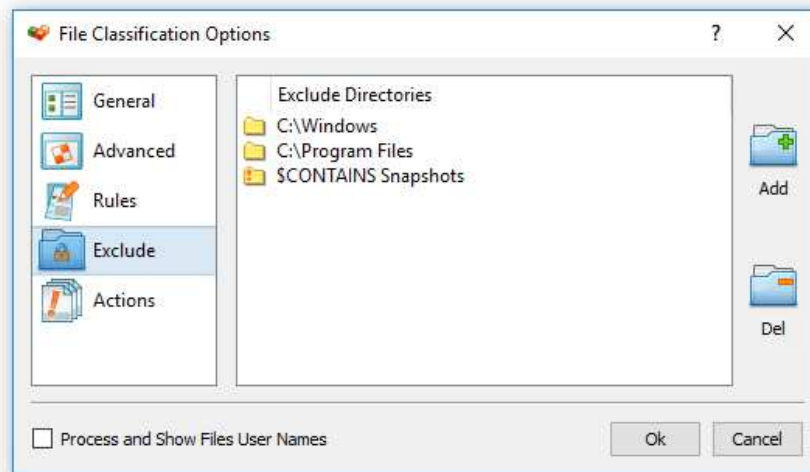 File Classification Options
?
General
Advanced
Rules
Exclude
Actions
Exclude Directories
C:\Windows
C:\Program Files
$CONTAINS Snapshots
Add
Del
Process and Show Files User Names
Ok
Cancel